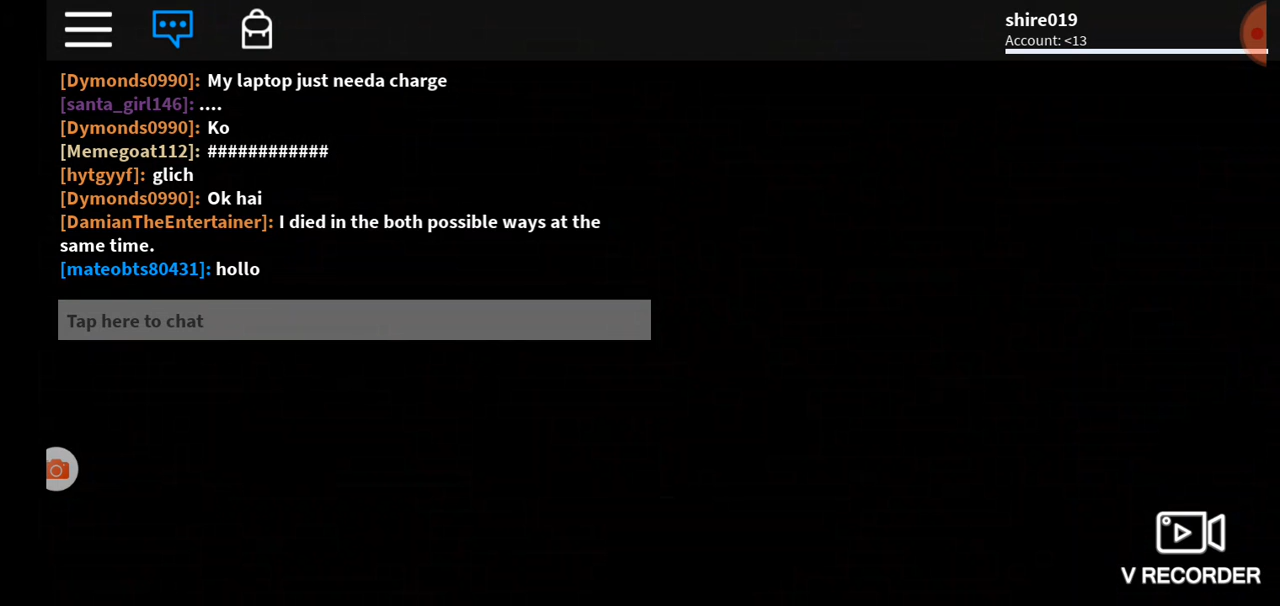 shire019
Account: <13
[Dymonds0990]: My laptop just needa charge
[santa_girl146]: ....
[Dymonds0990]: Ko
[Memegoat112]: ############
[hytgyyf]: glich
[Dymonds0990]: Ok hai
[DamianTheEntertainer]: I died in the both possible ways at the
same time.
[mateobts80431]: hollo
Tap here to chat
V RECORDER